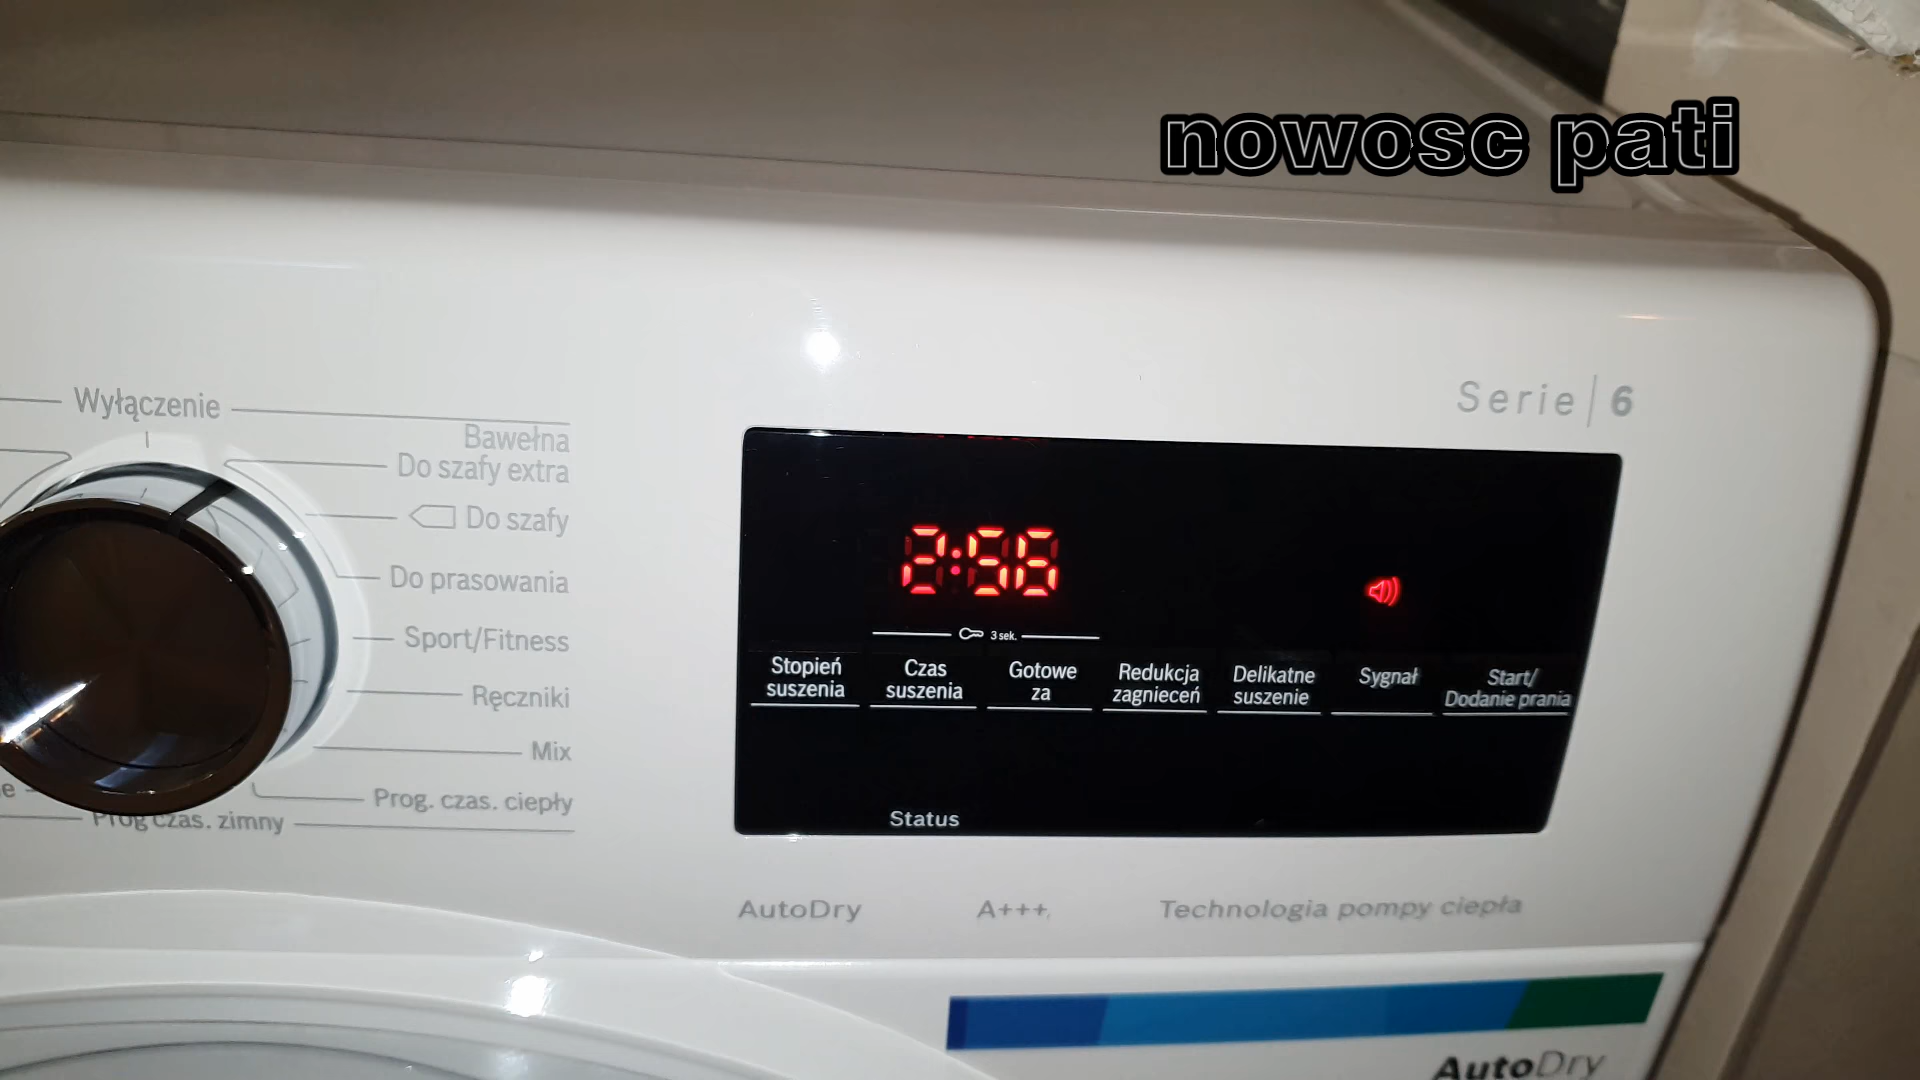 nowosc pati
Serie | 6
Wyłączenie
Bawełna
Do szafy extra
Do szafy
Do prasowania
Sport/Fitness
Ręczniki
Mix
Prog. czas. ciepły
Prog czas. zimny
2:56
3 sek.
Stopień suszenia
Czas suszenia
Gotowe za
Redukcja zagnieceń
Delikatne suszenie
Sygnał
Start/ Dodanie prania
Status
AutoDry
A+++
Technologia pompy ciepła
AutoDry